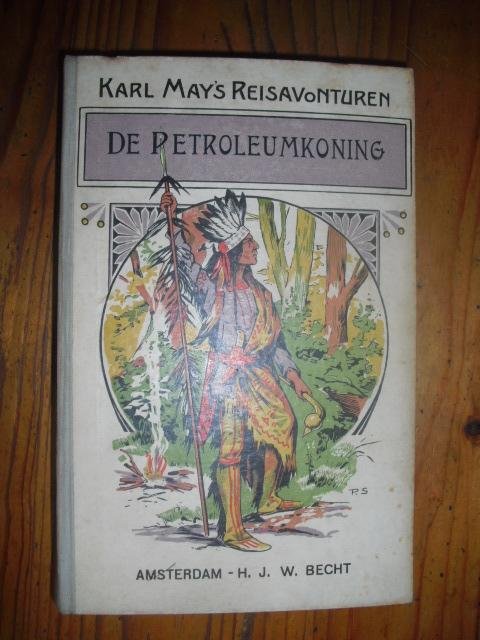 KARL MAY'S REISAVONTUREN
DE PETROLEUMKONING
P.S
AMSTERDAM - H. J. W. BECHT